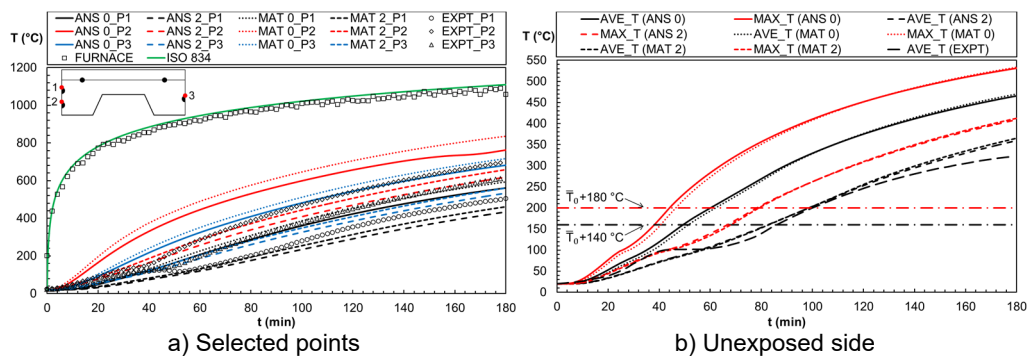 ANS 0_P1 ANS 2_P1 MAT 0_P1 MAT 2_P1 EXPT_P1
T (°C) ANS 0_P2 ANS 2_P2 MAT 0_P2 MAT 2_P2 EXPT_P2
ANS 0_P3 ANS 2_P3 MAT 0_P3 MAT 2_P3 EXPT_P3
FURNACE ISO 834
1200
1000
800
600
400
200
0
1
2
3
0 20 40 60 80 100 120 140 160 180
t (min)
a) Selected points
AVE_T (ANS 0) MAX_T (ANS 0) AVE_T (ANS 2)
T (°C) MAX_T (ANS 2) AVE_T (MAT 0) MAX_T (MAT 0)
AVE_T (MAT 2) MAX_T (MAT 2) AVE_T (EXPT)
550
500
450
400
350
300
250
200
150
100
50
0
T̅₀+180 °C
T̅₀+140 °C
0 20 40 60 80 100 120 140 160 180
t (min)
b) Unexposed side